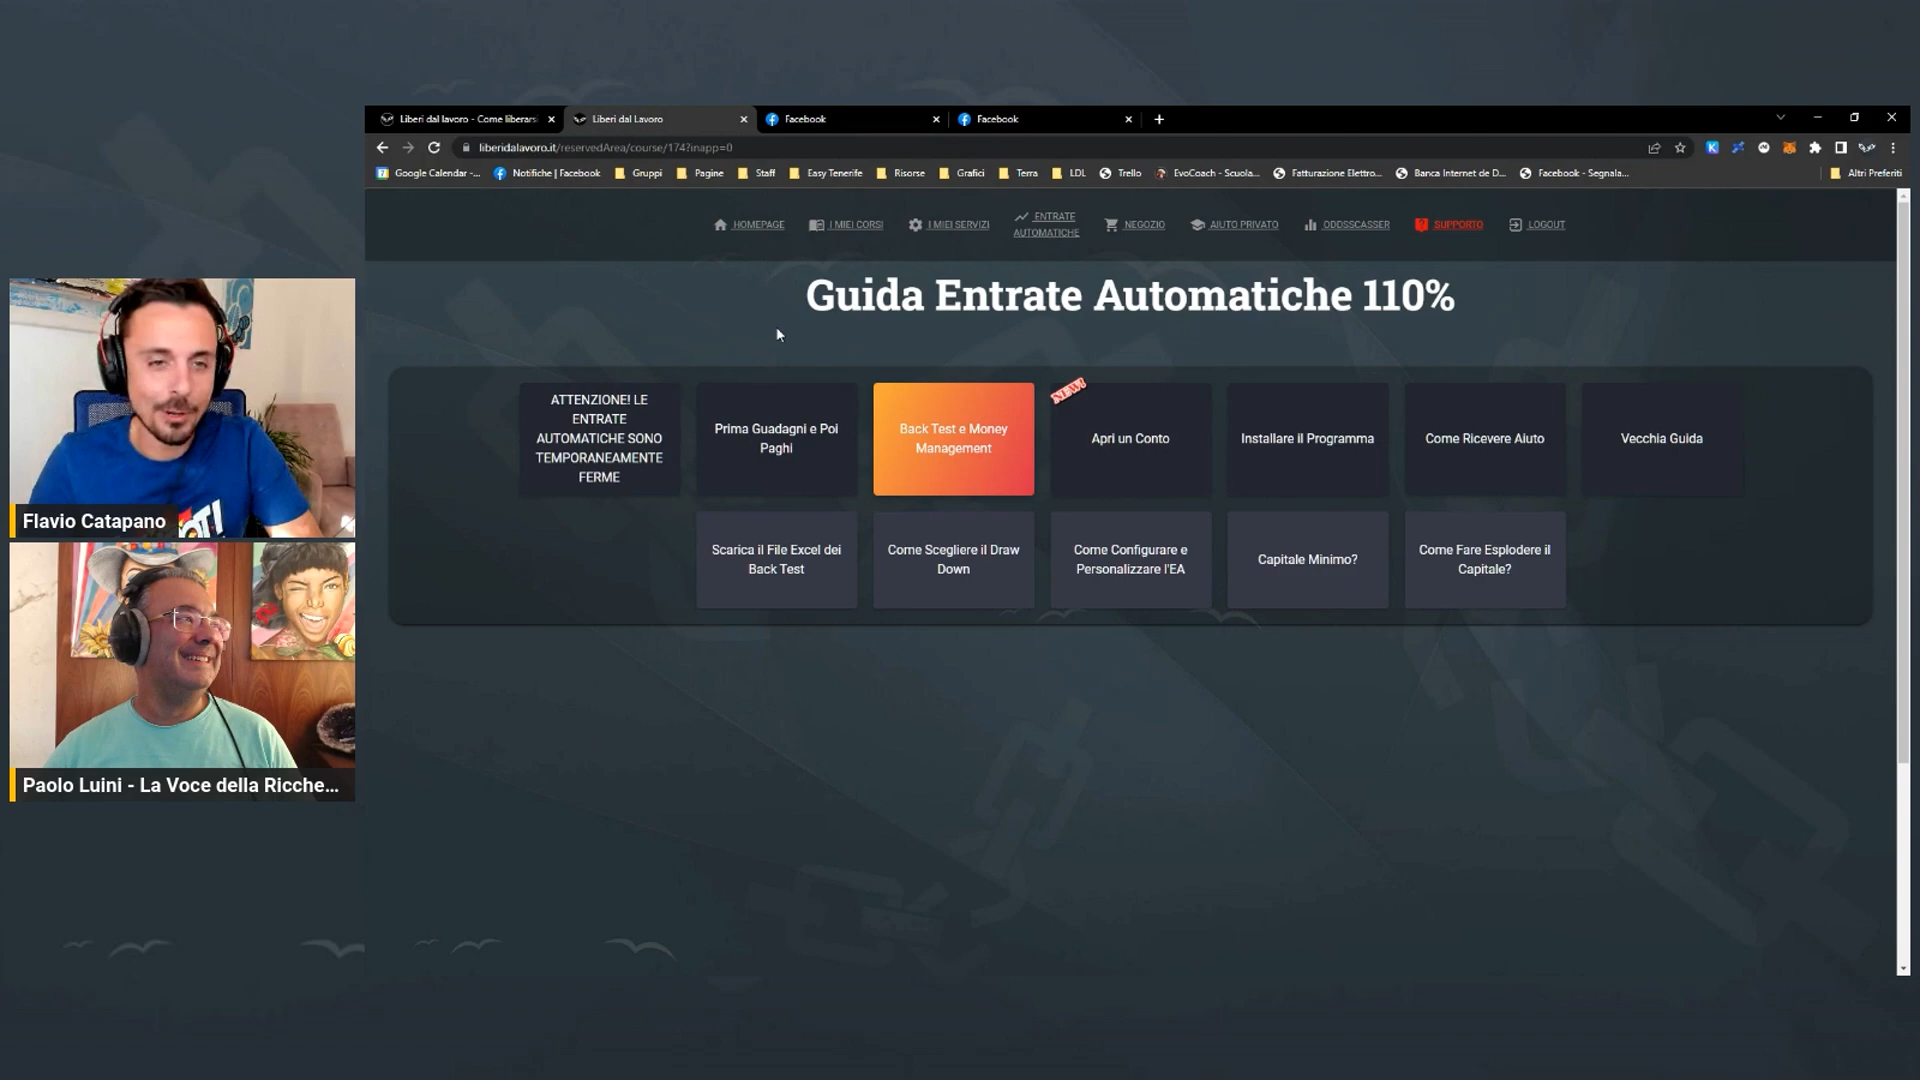 Liberi dal lavoro - Come liberarsi
Liberi dal Lavoro
Facebook
Facebook
liberidalavoro.it/reservedArea/course/174?inapp=0
Google Calendar -...
Notifiche | Facebook
Gruppi
Pagine
Staff
Easy Tenerife
Risorse
Grafici
Terra
LDL
Trello
EvoCoach - Scuola...
Fatturazione Elettro...
Banca Internet de D...
Facebook - Segnala...
Altri Preferiti
HOMEPAGE
I MIEI CORSI
I MIEI SERVIZI
ENTRATE
AUTOMATICHE
NEGOZIO
AIUTO PRIVATO
ODDSSCASSER
SUPPORTO
LOGOUT
Guida Entrate Automatiche 110%
ATTENZIONE! LE
ENTRATE
AUTOMATICHE SONO
TEMPORANEAMENTE
FERME
Prima Guadagni e Poi
Paghi
Back Test e Money
Management
NEW!
Apri un Conto
Installare il Programma
Come Ricevere Aiuto
Vecchia Guida
Scarica il File Excel dei
Back Test
Come Scegliere il Draw
Down
Come Configurare e
Personalizzare l'EA
Capitale Minimo?
Come Fare Esplodere il
Capitale?
Flavio Catapano
Paolo Luini - La Voce della Ricche...